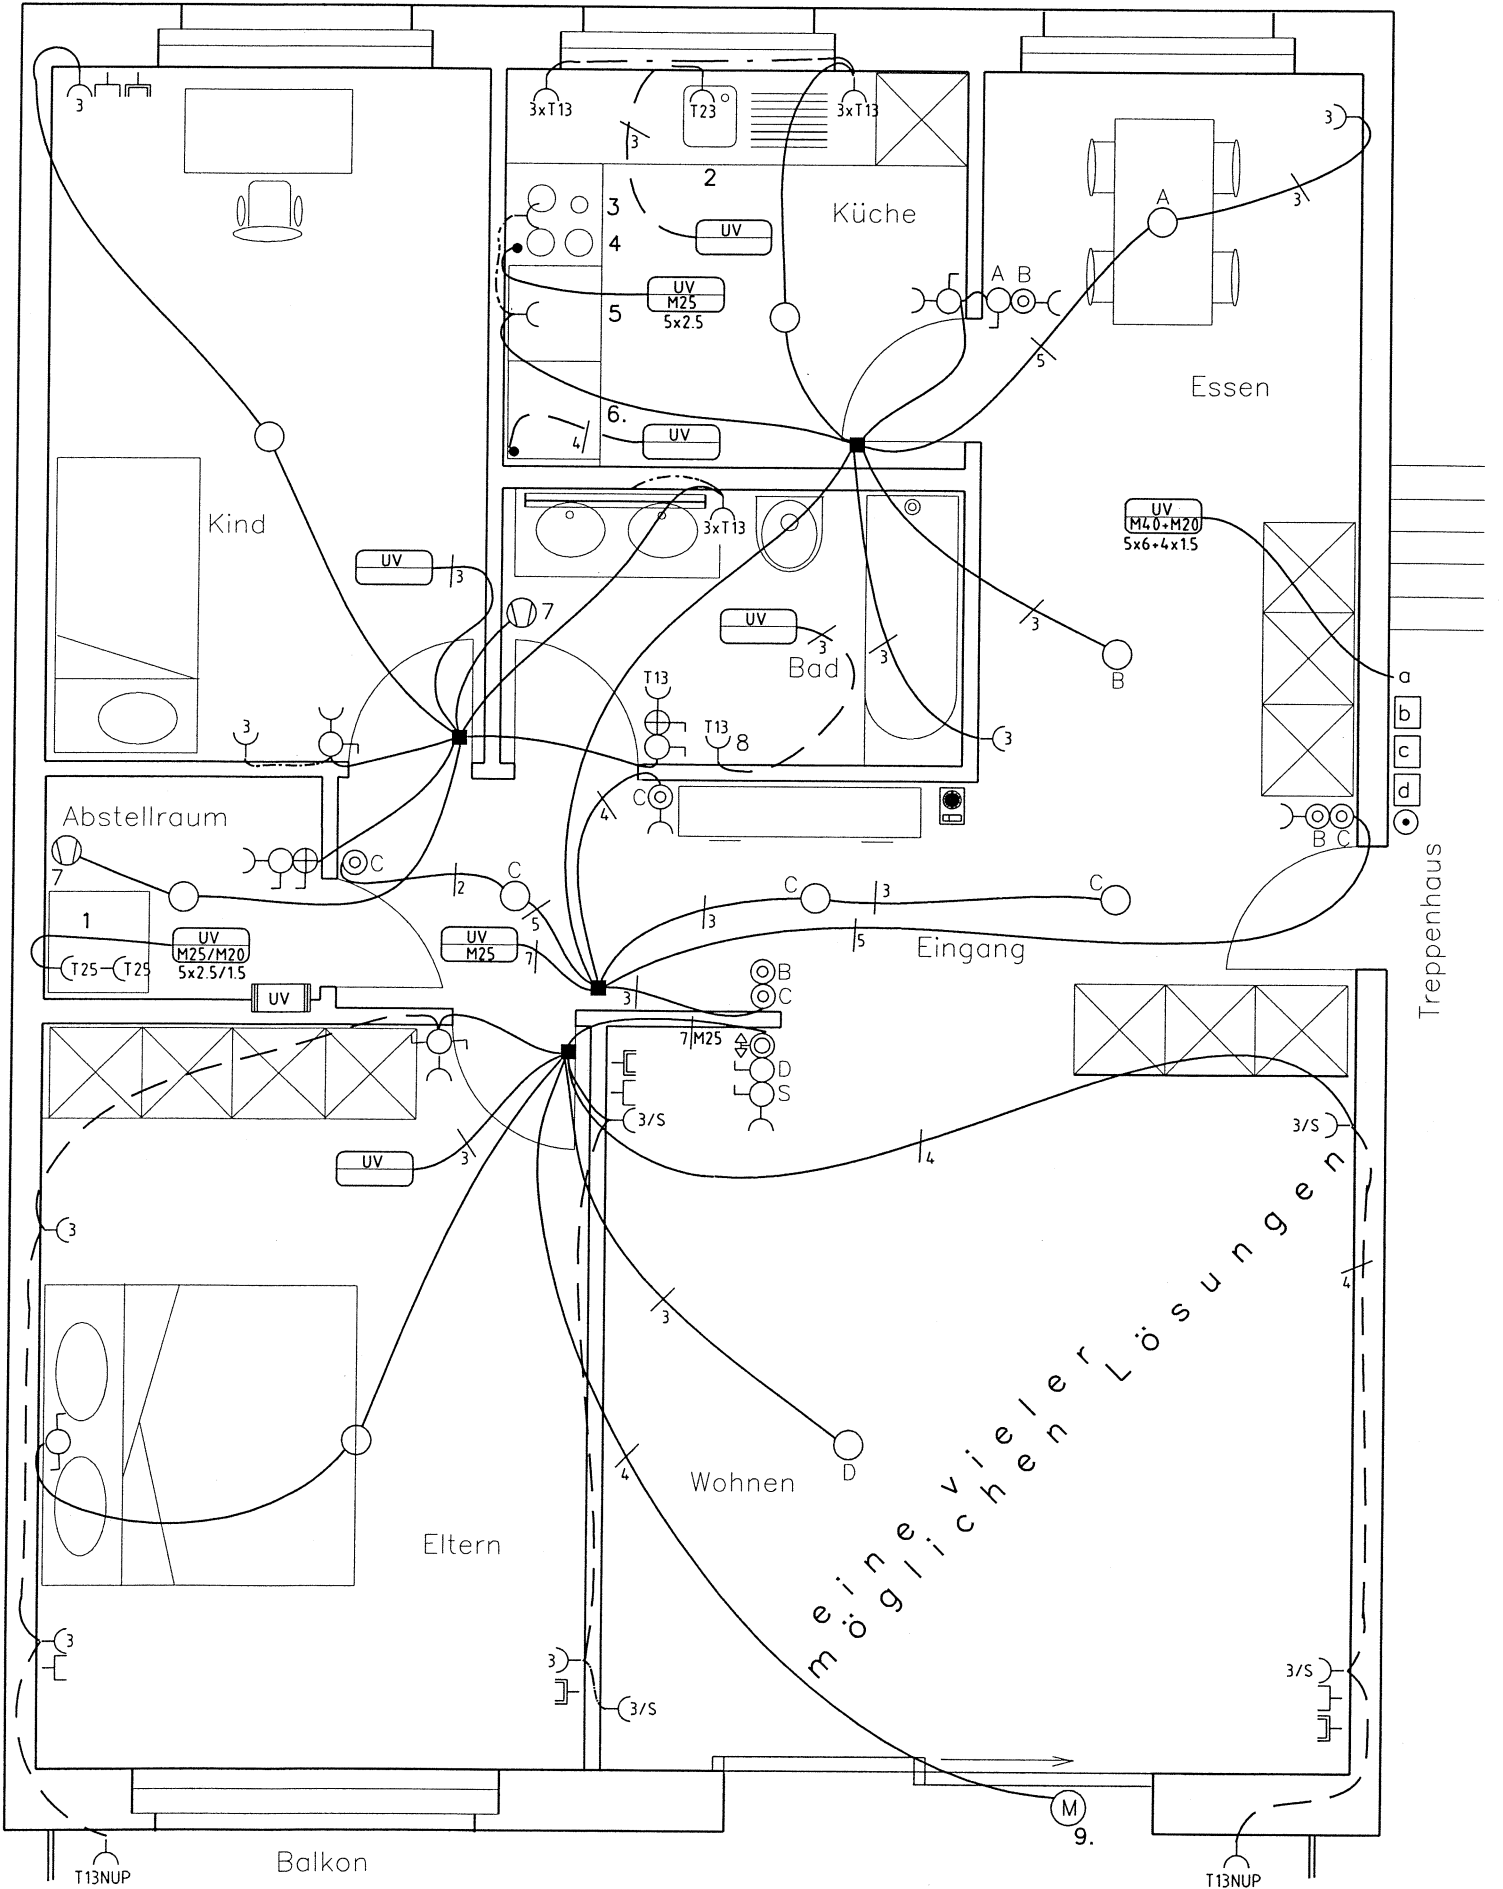 3
3xT13
T23
3xT13
3
3
2
Küche
A
3
3
4
UV
UV
M25
5x2.5
5
A B
5
Essen
6.
4
UV
Kind
3xT13
UV
M40+M20
5x6+4x1.5
UV
3
7
UV
3
3
3
Bad
B
T13
T13
8
3
3
a
b
c
d
Abstellraum
C
4
B C
7
C
2
C
5
C
3
3
C
1
UV
M25/M20
5x2.5/1.5
T25
T25
UV
M25
7
5
Eingang
Treppenhaus
UV
3
B
C
7 M25
D
S
3/S
3/S
UV
3
4
3
4
3
4
D
Wohnen
Eltern
eine vieler
möglichen Lösungen
3
3
3/S
3/S
M
9.
T13NUP
Balkon
T13NUP